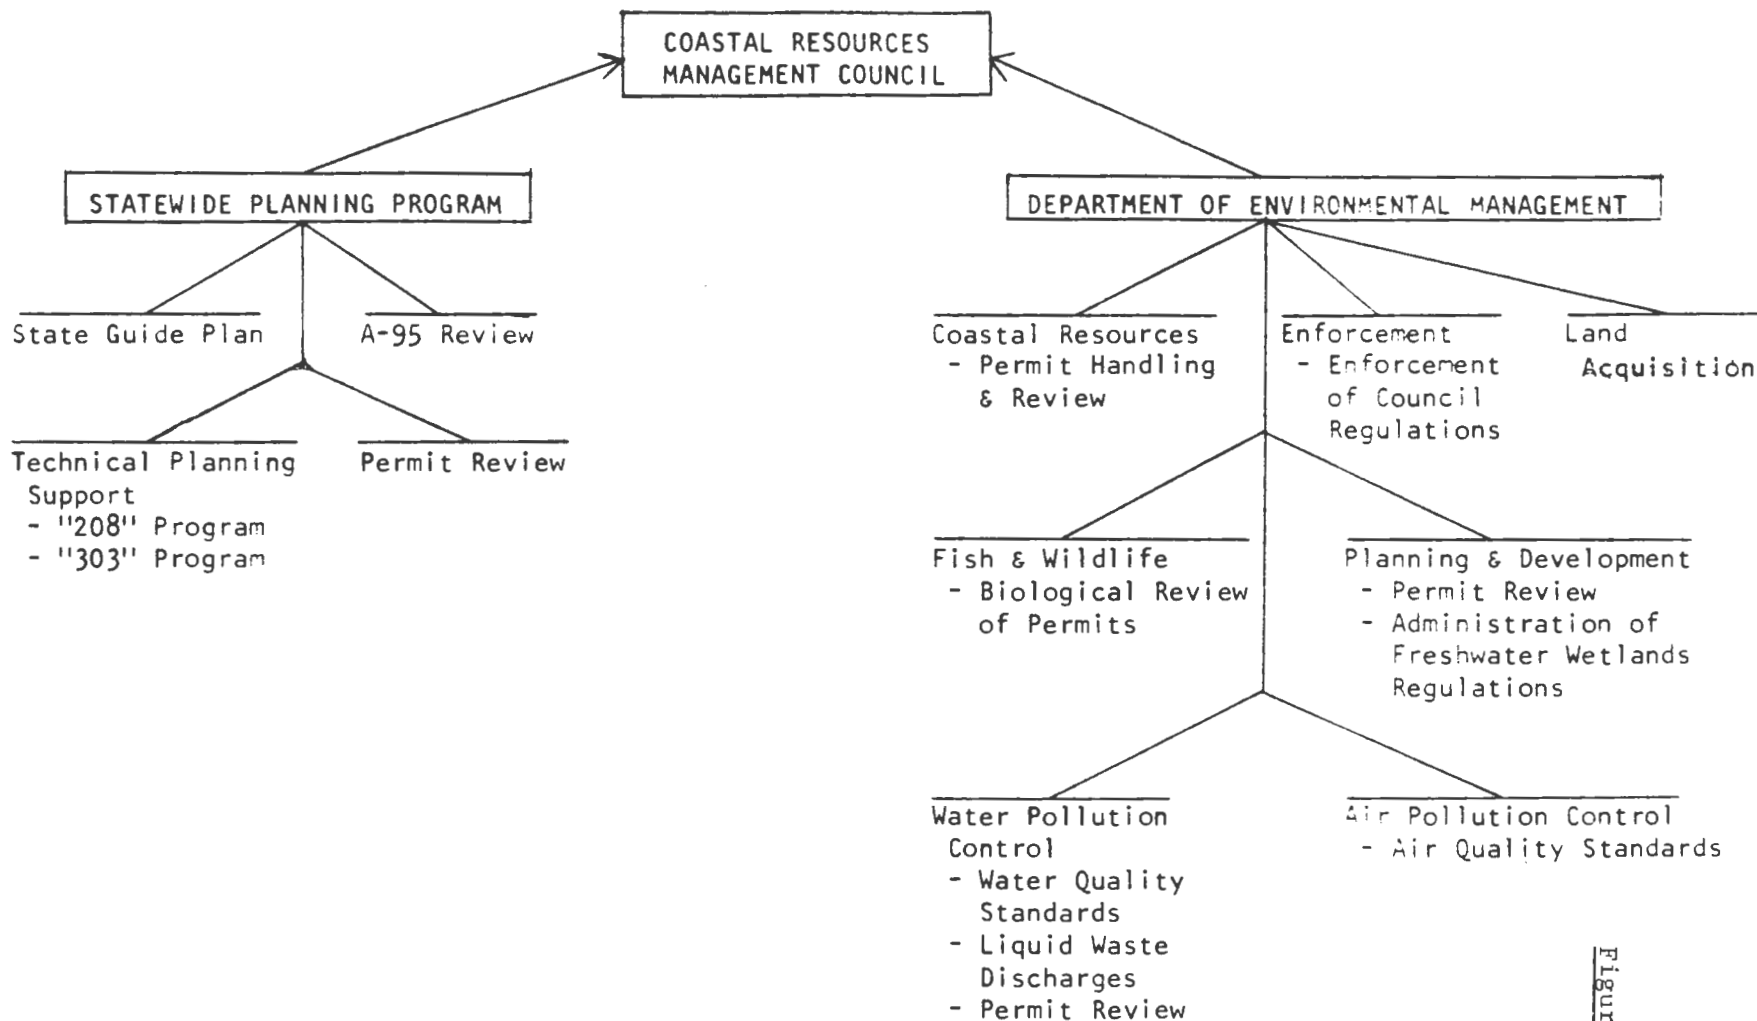 COASTAL RESOURCES
MANAGEMENT COUNCIL
STATEWIDE PLANNING PROGRAM
DEPARTMENT OF ENVIRONMENTAL MANAGEMENT
State Guide Plan
A-95 Review
Technical Planning
Support
- "208" Program
- "303" Program
Permit Review
Coastal Resources
- Permit Handling
& Review
Enforcement
- Enforcement
of Council
Regulations
Land
Acquisition
Fish & Wildlife
- Biological Review
of Permits
Planning & Development
- Permit Review
- Administration of
Freshwater Wetlands
Regulations
Water Pollution
Control
- Water Quality
Standards
- Liquid Waste
Discharges
- Permit Review
Air Pollution Control
- Air Quality Standards
Figur